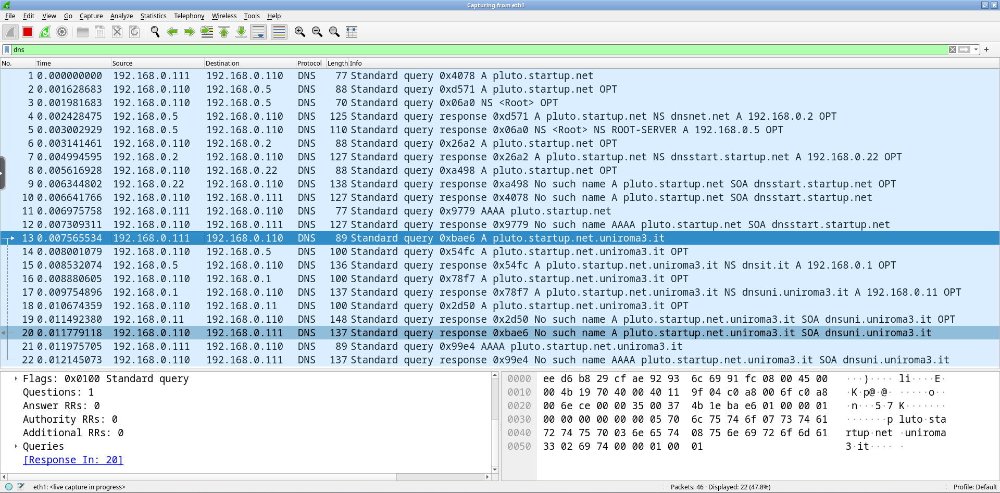 Capturing from eth1
File Edit View Go Capture Analyze Statistics Telephony Wireless Tools Help
dns
No. Time Source Destination Protocol Length Info
1 0.000000000 192.168.0.111 192.168.0.110 DNS 77 Standard query 0x4078 A pluto.startup.net
2 0.001628683 192.168.0.110 192.168.0.5 DNS 88 Standard query 0xd571 A pluto.startup.net OPT
3 0.001981683 192.168.0.110 192.168.0.5 DNS 70 Standard query 0x06a0 NS <Root> OPT
4 0.002428475 192.168.0.5 192.168.0.110 DNS 125 Standard query response 0xd571 A pluto.startup.net NS dnsnet.net A 192.168.0.2 OPT
5 0.003002929 192.168.0.5 192.168.0.110 DNS 110 Standard query response 0x06a0 NS <Root> NS ROOT-SERVER A 192.168.0.5 OPT
6 0.003141461 192.168.0.110 192.168.0.2 DNS 88 Standard query 0x26a2 A pluto.startup.net OPT
7 0.004994595 192.168.0.2 192.168.0.110 DNS 127 Standard query response 0x26a2 A pluto.startup.net NS dnsstart.startup.net A 192.168.0.22 OPT
8 0.005616928 192.168.0.110 192.168.0.22 DNS 88 Standard query 0xa498 A pluto.startup.net OPT
9 0.006344802 192.168.0.22 192.168.0.110 DNS 138 Standard query response 0xa498 No such name A pluto.startup.net SOA dnsstart.startup.net OPT
10 0.006641766 192.168.0.110 192.168.0.111 DNS 127 Standard query response 0x4078 No such name A pluto.startup.net SOA dnsstart.startup.net
11 0.006975758 192.168.0.111 192.168.0.110 DNS 77 Standard query 0x9779 AAAA pluto.startup.net
12 0.007309311 192.168.0.110 192.168.0.111 DNS 127 Standard query response 0x9779 No such name AAAA pluto.startup.net SOA dnsstart.startup.net
13 0.007565534 192.168.0.111 192.168.0.110 DNS 89 Standard query 0xbae6 A pluto.startup.net.uniroma3.it
14 0.008001079 192.168.0.110 192.168.0.5 DNS 100 Standard query 0x54fc A pluto.startup.net.uniroma3.it OPT
15 0.008532074 192.168.0.5 192.168.0.110 DNS 136 Standard query response 0x54fc A pluto.startup.net.uniroma3.it NS dnsit.it A 192.168.0.1 OPT
16 0.008880605 192.168.0.110 192.168.0.1 DNS 100 Standard query 0x78f7 A pluto.startup.net.uniroma3.it OPT
17 0.009754896 192.168.0.1 192.168.0.110 DNS 137 Standard query response 0x78f7 A pluto.startup.net.uniroma3.it NS dnsuni.uniroma3.it A 192.168.0.11 OPT
18 0.010674359 192.168.0.110 192.168.0.11 DNS 100 Standard query 0x2d50 A pluto.startup.net.uniroma3.it OPT
19 0.011492380 192.168.0.11 192.168.0.110 DNS 148 Standard query response 0x2d50 No such name A pluto.startup.net.uniroma3.it SOA dnsuni.uniroma3.it OPT
20 0.011779118 192.168.0.110 192.168.0.111 DNS 137 Standard query response 0xbae6 No such name A pluto.startup.net.uniroma3.it SOA dnsuni.uniroma3.it
21 0.011975705 192.168.0.111 192.168.0.110 DNS 89 Standard query 0x99e4 AAAA pluto.startup.net.uniroma3.it
22 0.012145073 192.168.0.110 192.168.0.111 DNS 137 Standard query response 0x99e4 No such name AAAA pluto.startup.net.uniroma3.it SOA dnsuni.uniroma3.it
Flags: 0x0100 Standard query
Questions: 1
Answer RRs: 0
Authority RRs: 0
Additional RRs: 0
Queries
[Response In: 20]
0000 ee d6 b8 29 cf ae 92 93 6c 69 91 fc 08 00 45 00 ···)···· li····E·
0010 00 4b 19 70 40 00 40 11 9f 04 c0 a8 00 6f c0 a8 ·K·p@·@· ·····o··
0020 00 6e ce 00 00 35 00 37 4b 1e ba e6 01 00 00 01 ·n···5·7 K·······
0030 00 00 00 00 00 00 05 70 6c 75 74 6f 07 73 74 61 ·······p luto·sta
0040 72 74 75 70 03 6e 65 74 08 75 6e 69 72 6f 6d 61 rtup·net ·uniroma
0050 33 02 69 74 00 00 01 00 01 3·it···· ·
eth1: <live capture in progress>
Packets: 46 · Displayed: 22 (47.8%)
Profile: Default